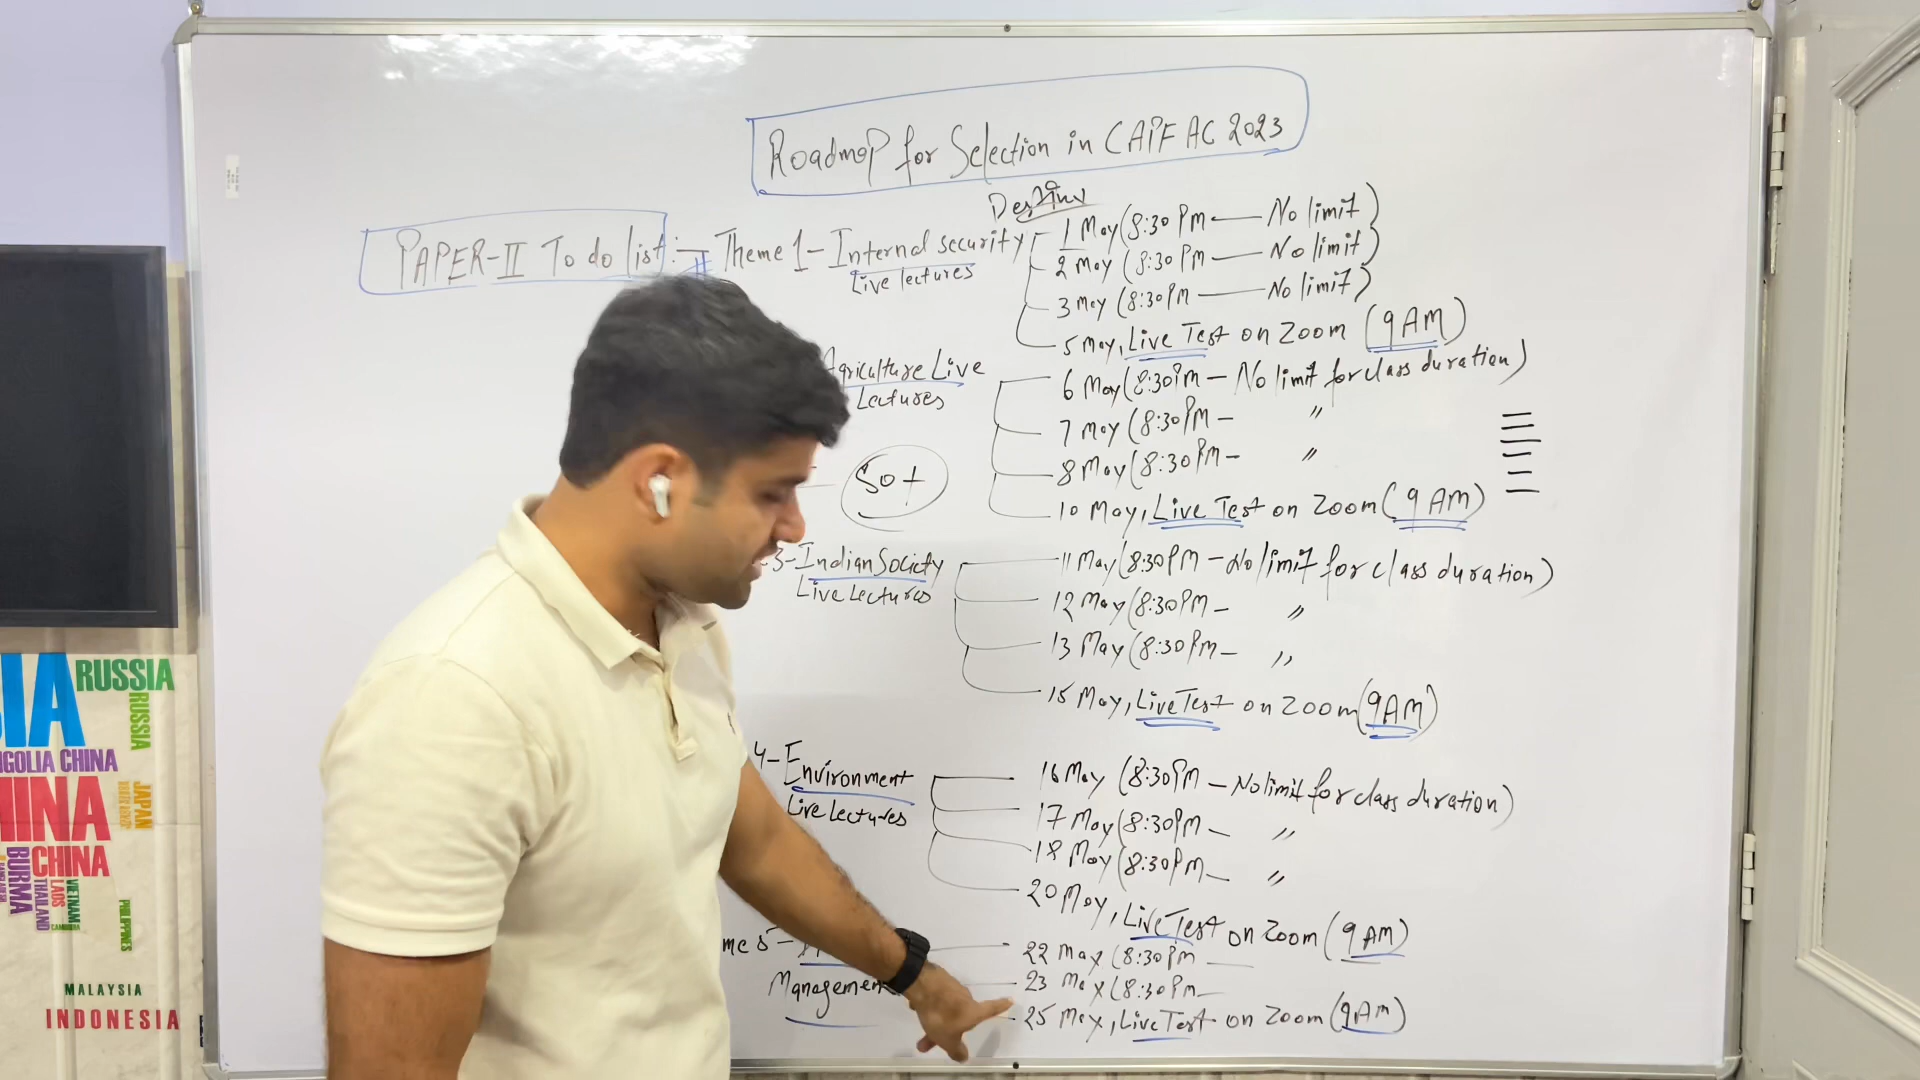 Roadmap for Selection in CAPF AC 2023
PAPER-II To do list :- Theme 1- Internal security
Live lectures
1 May (8:30 PM — No limit)
2 May (8:30 PM — No limit)
3 May (8:30 PM — No limit)
5 May, Live Test on Zoom (9 AM)
Agriculture Live
Lectures
6 May (8:30 PM - No limit for class duration)
7 May (8:30 PM - "
8 May (8:30 PM - "
10 May, Live Test on Zoom (9 AM)
50+
3-Indian Society
Live Lectures
11 May (8:30 PM - No limit for class duration)
12 May (8:30 PM - "
13 May (8:30 PM - "
15 May, Live Test on Zoom (9 AM)
4-Environment
Live lectures
16 May (8:30 PM - No limit for class duration)
17 May (8:30 PM - "
18 May (8:30 PM - "
20 May, Live Test on Zoom (9 AM)
me 5-
Management
22 May (8:30 PM —
23 May (8:30 PM —
25 May, Live Test on Zoom (9 AM)
IA
RUSSIA
RUSSIA
NGOLIA CHINA
INA
JAPAN
CHINA
BURMA
THAILAND
LAOS
VIETNAM
CAMBODIA
PHILIPPINES
MALAYSIA
INDONESIA